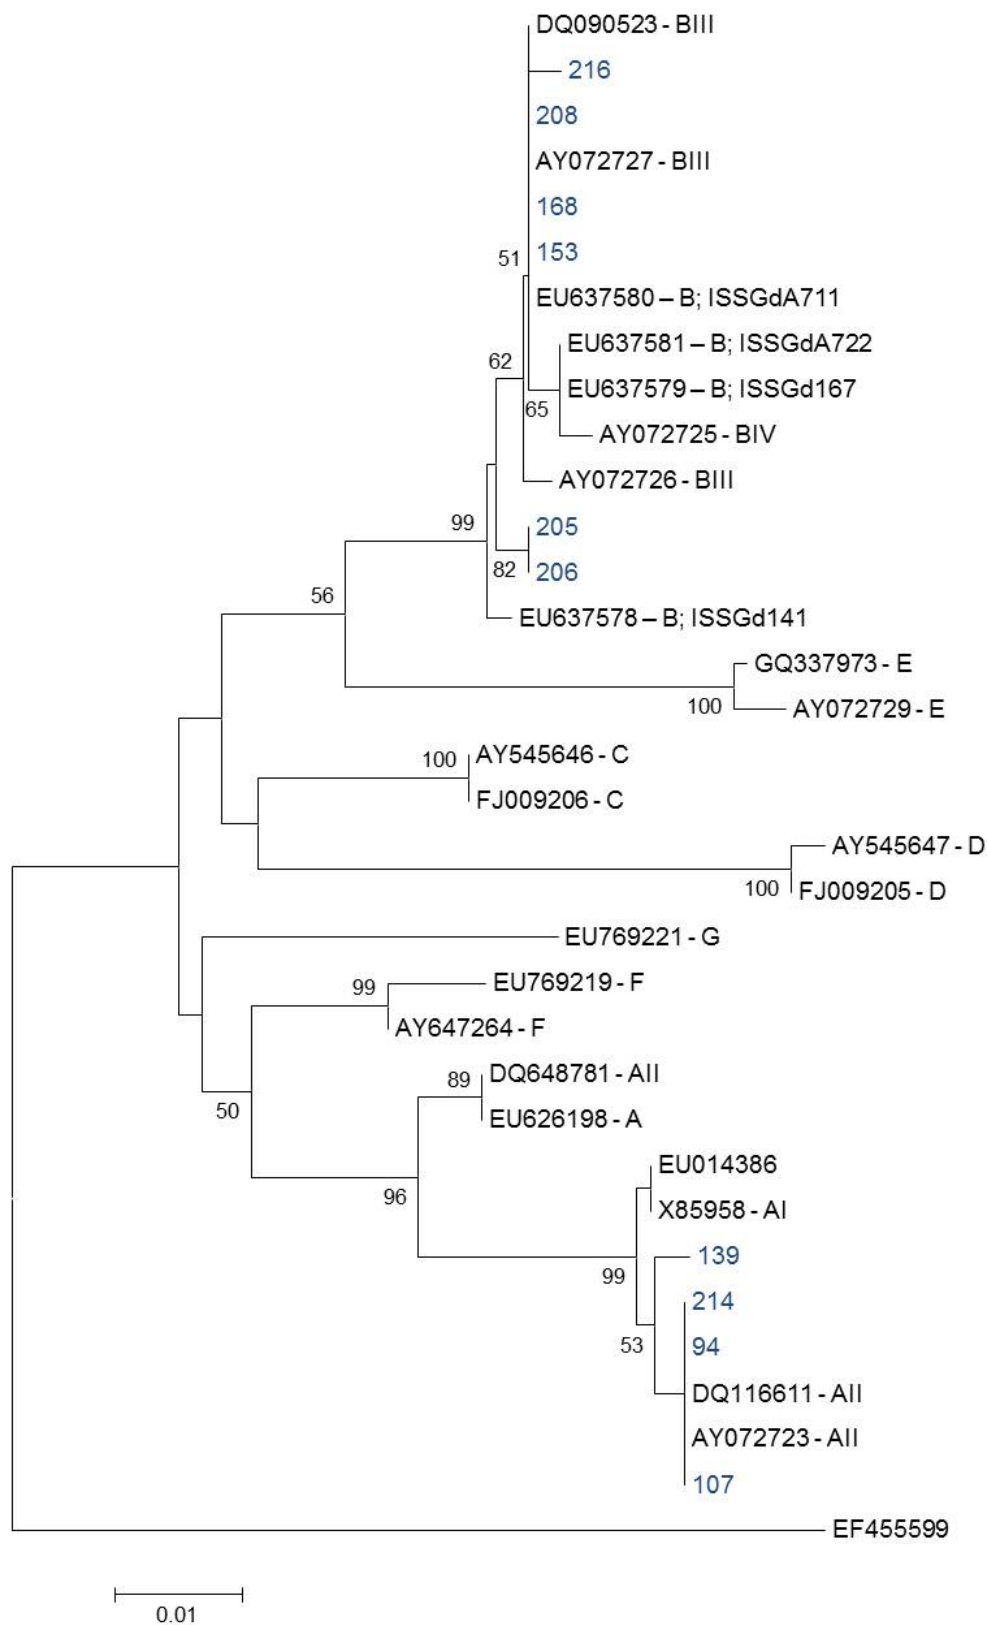 DQ090523 - BIII
216
208
AY072727 - BIII
168
153
51
EU637580 – B; ISSGdA711
EU637581 – B; ISSGdA722
62
EU637579 – B; ISSGd167
65
AY072725 - BIV
AY072726 - BIII
99
205
82
206
56
EU637578 – B; ISSGd141
GQ337973 - E
100
AY072729 - E
100
AY545646 - C
FJ009206 - C
AY545647 - D
100
FJ009205 - D
EU769221 - G
99
EU769219 - F
AY647264 - F
89
DQ648781 - AII
50
EU626198 - A
EU014386
96
X85958 - AI
139
99
214
53
94
DQ116611 - AII
AY072723 - AII
107
EF455599
0.01